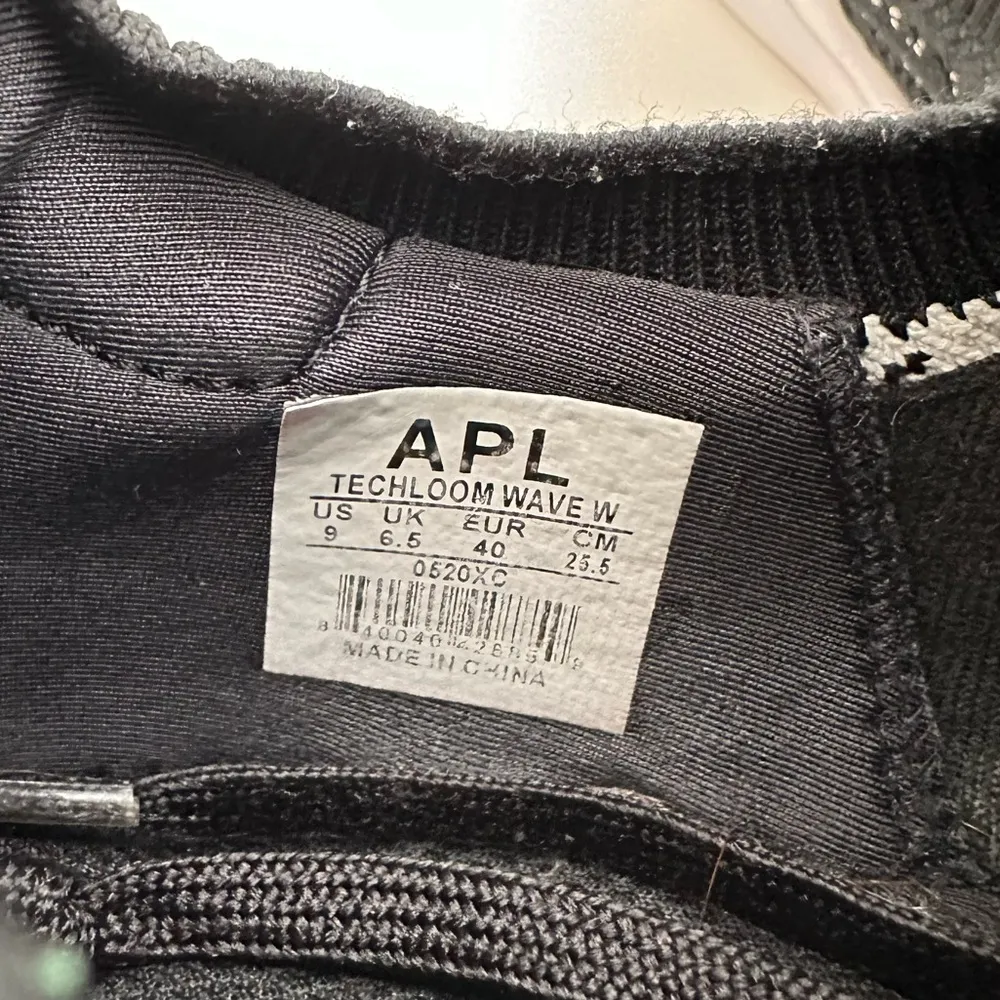 APL
TECHLOOM WAVE W
US UK EUR CM
9 6.5 40 25.5
0520XC
MADE IN CHINA